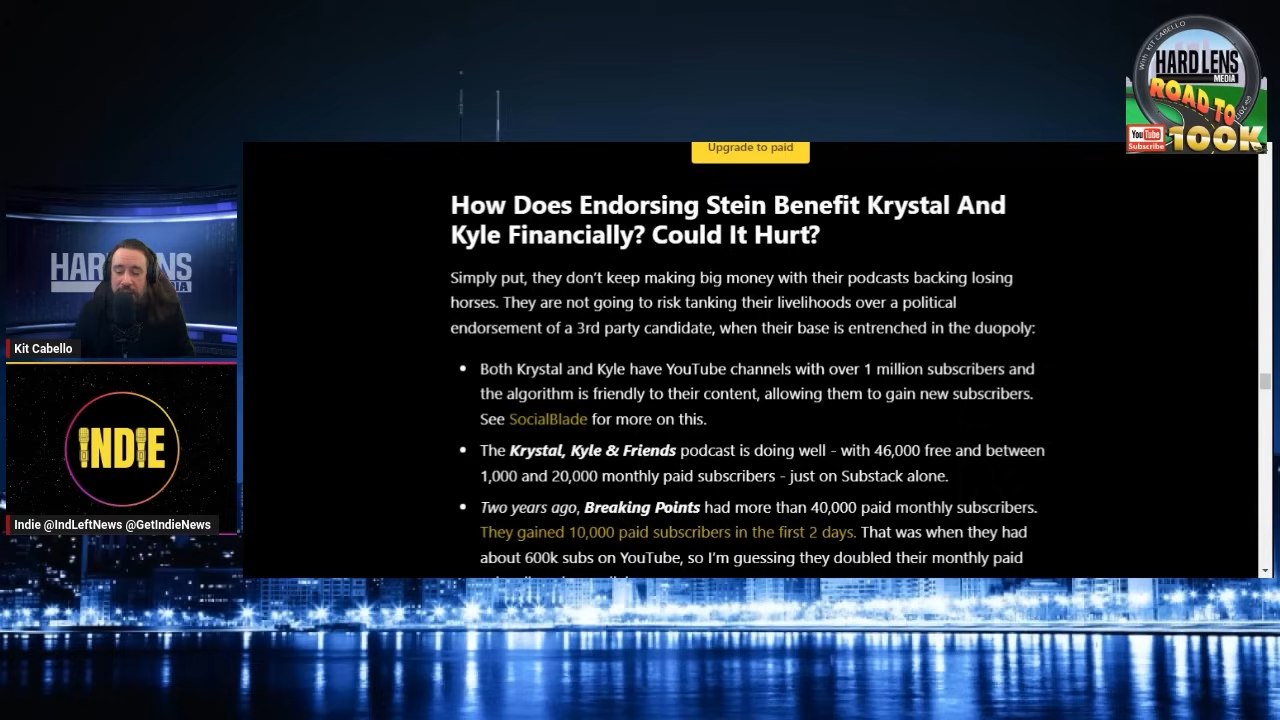 With KIT CABELLO
HARD LENS
MEDIA
ROAD TO
100K
YouTube
Subscribe
Upgrade to paid
How Does Endorsing Stein Benefit Krystal And
Kyle Financially? Could It Hurt?
Simply put, they don’t keep making big money with their podcasts backing losing
horses. They are not going to risk tanking their livelihoods over a political
endorsement of a 3rd party candidate, when their base is entrenched in the duopoly:
• Both Krystal and Kyle have YouTube channels with over 1 million subscribers and
the algorithm is friendly to their content, allowing them to gain new subscribers.
See SocialBlade for more on this.
• The Krystal, Kyle & Friends podcast is doing well - with 46,000 free and between
1,000 and 20,000 monthly paid subscribers - just on Substack alone.
• Two years ago, Breaking Points had more than 40,000 paid monthly subscribers.
They gained 10,000 paid subscribers in the first 2 days. That was when they had
about 600k subs on YouTube, so I’m guessing they doubled their monthly paid
Kit Cabello
INDIE
Indie @IndLeftNews @GetIndieNews